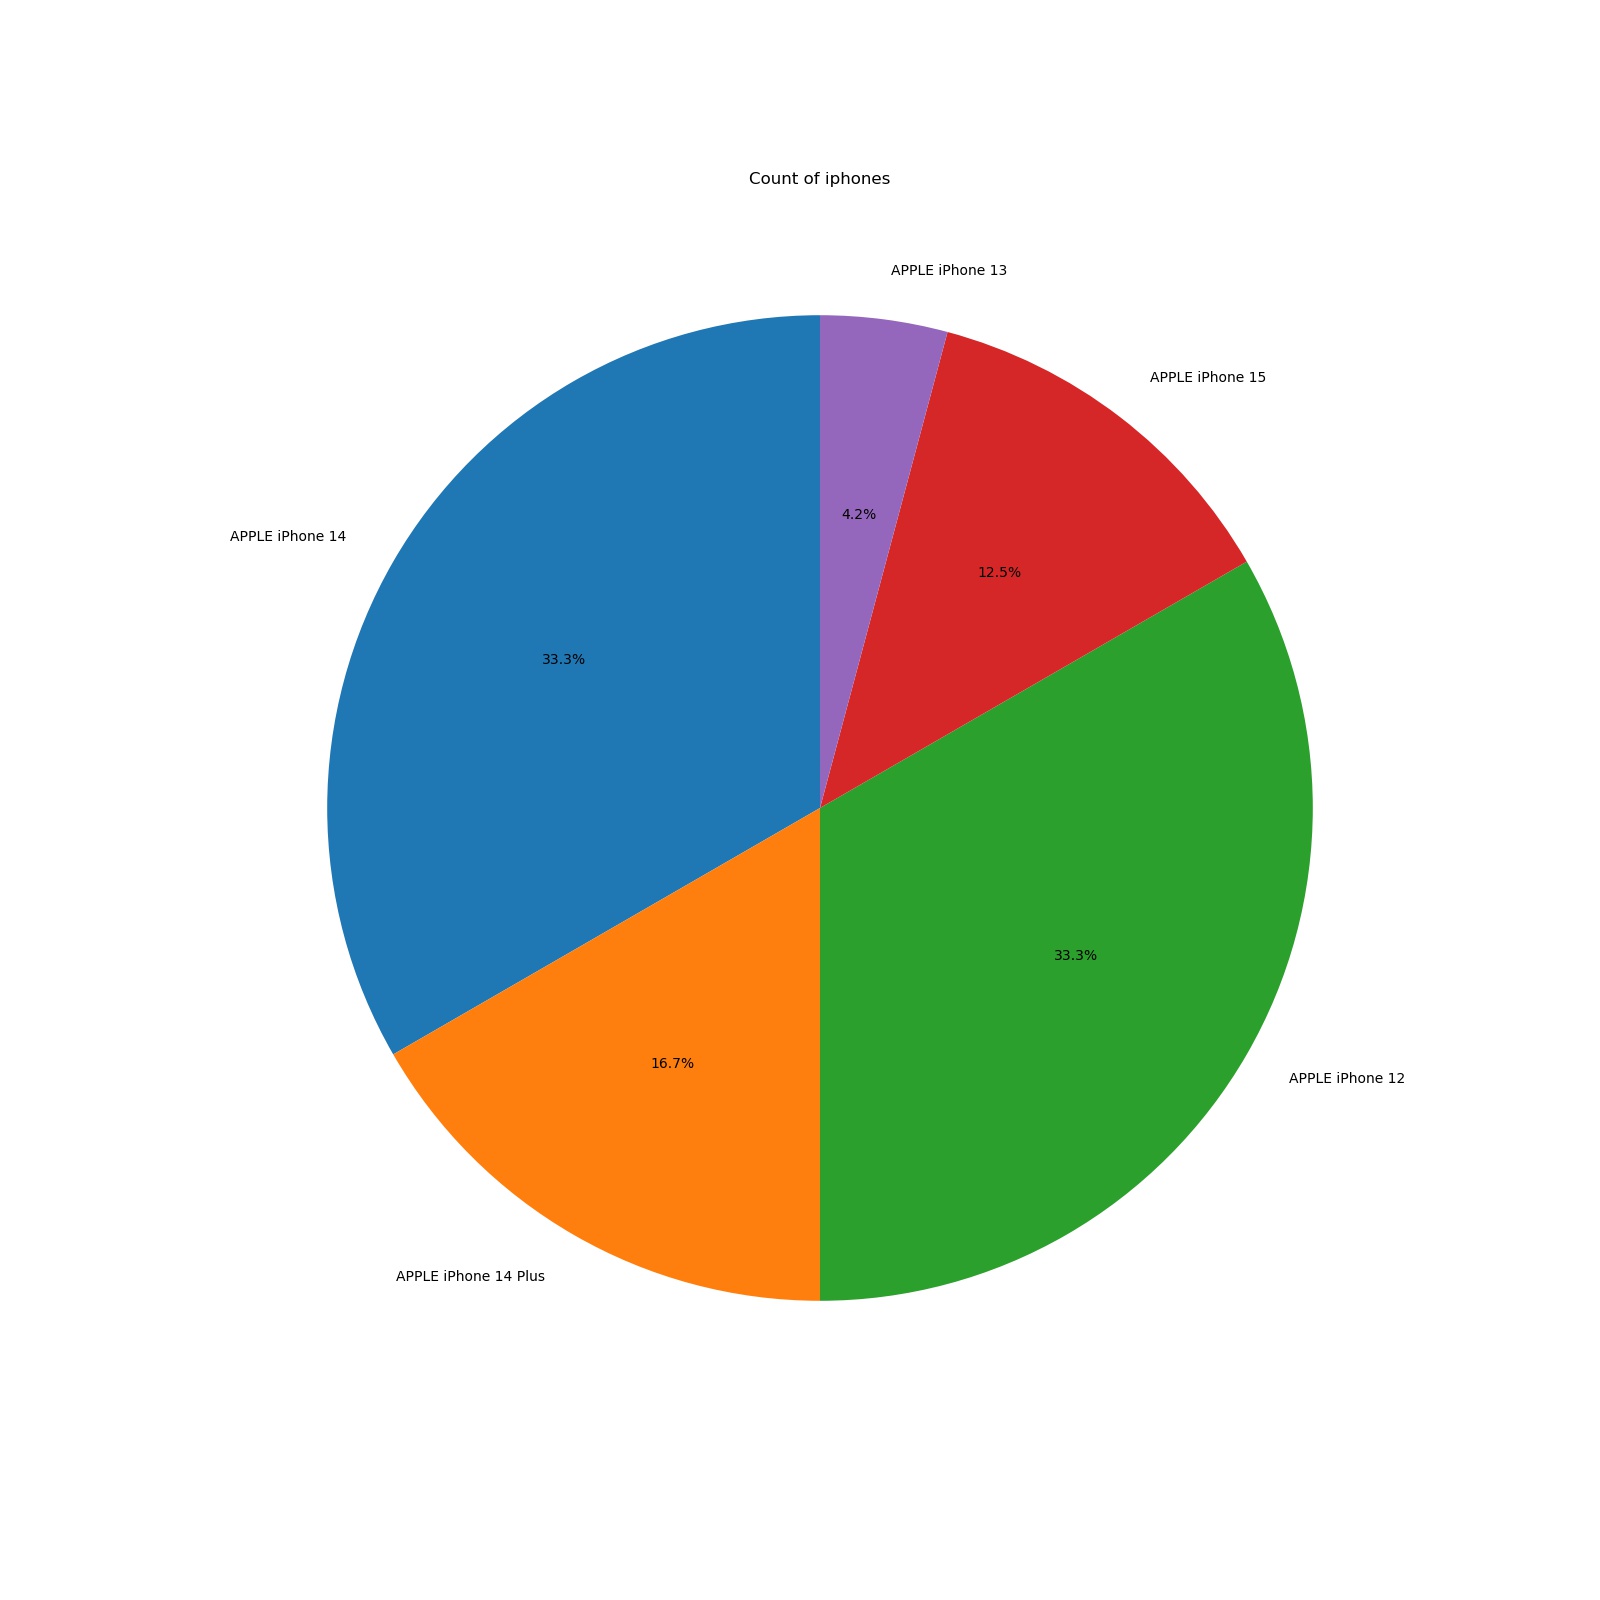 Count of iphones
APPLE iPhone 13
APPLE iPhone 15
4.2%
APPLE iPhone 14
12.5%
33.3%
33.3%
16.7%
APPLE iPhone 12
APPLE iPhone 14 Plus